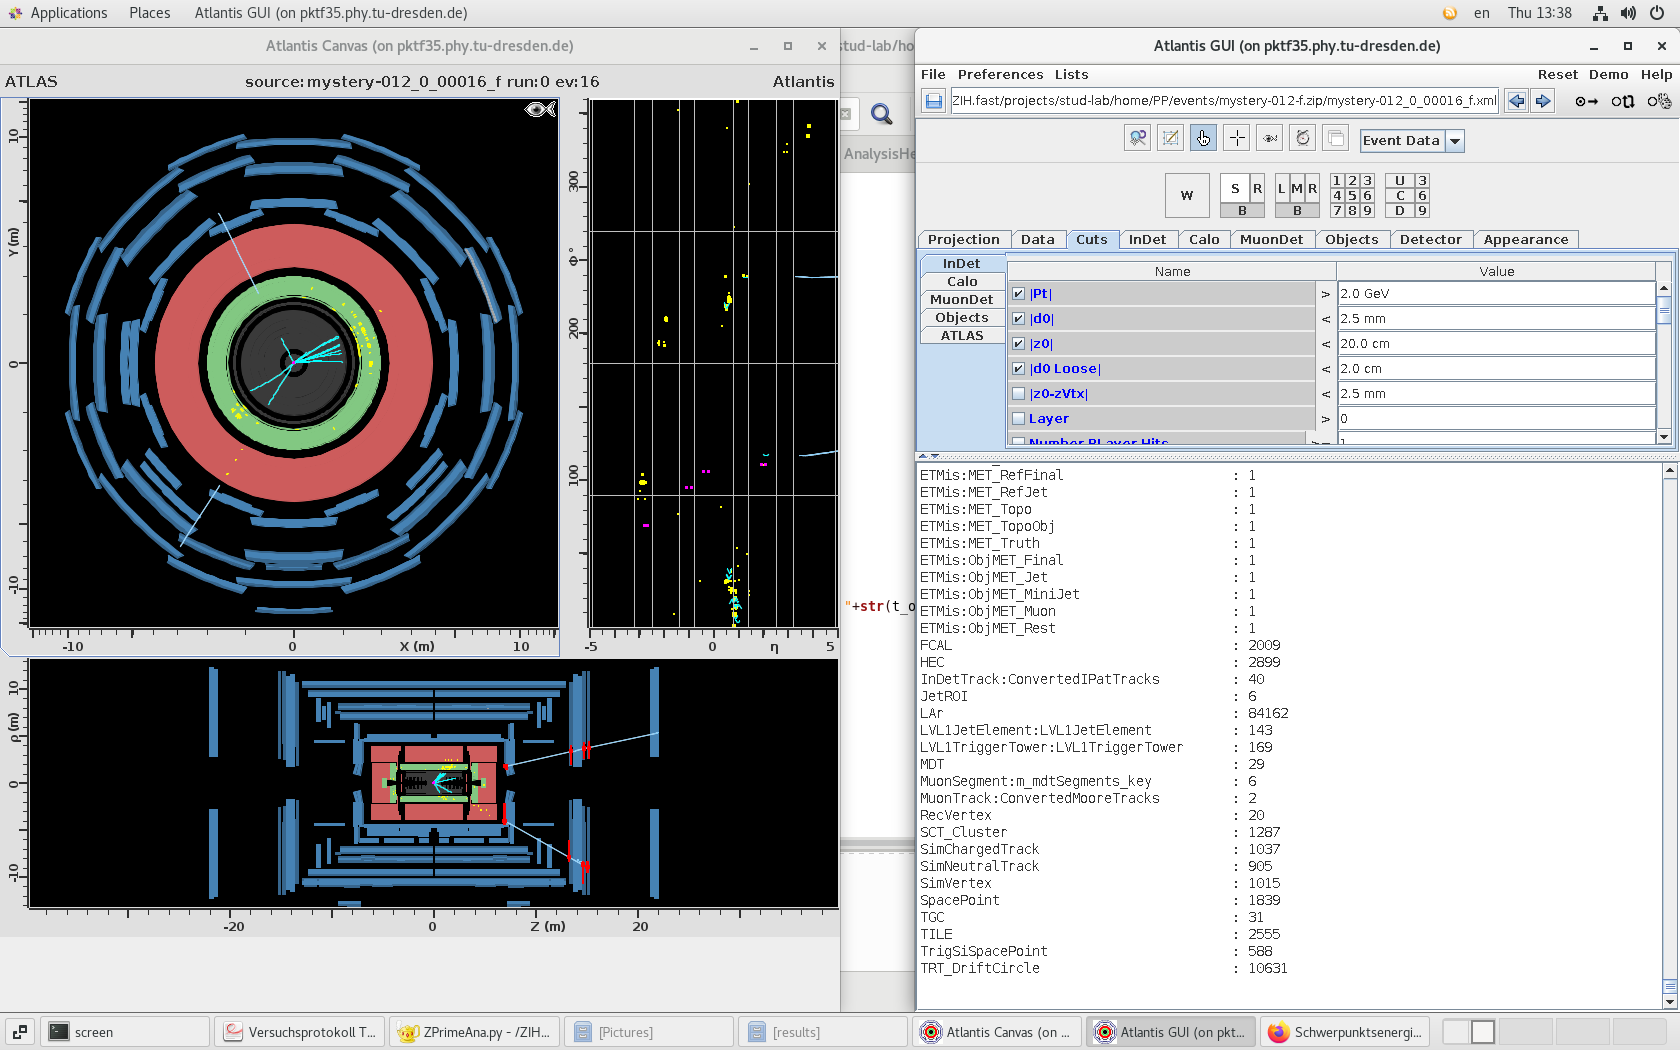 Applications Places Atlantis GUI (on pktf35.phy.tu-dresden.de) en Thu 13:38
Atlantis Canvas (on pktf35.phy.tu-dresden.de)
ATLAS source:mystery-012_0_00016_f run:0 ev:16 Atlantis
Y (m)
10
0
-10
-10 0 X (m) 10
Φ °
300
200
100
-5 0 η 5
ρ (m)
10
0
-10
-20 0 Z (m) 20
stud-lab/ho
AnalysisHe
"+str(t_o
Atlantis GUI (on pktf35.phy.tu-dresden.de)
File Preferences Lists Reset Demo Help
ZIH.fast/projects/stud-lab/home/PP/events/mystery-012-f.zip/mystery-012_0_00016_f.xml
Event Data
W S R B L M R B 1 2 3 4 5 6 7 8 9 U 3 C 6 D 9
Projection Data Cuts InDet Calo MuonDet Objects Detector Appearance
InDet
Calo
MuonDet
Objects
ATLAS
Name Value
|Pt| > 2.0 GeV
|d0| < 2.5 mm
|z0| < 20.0 cm
|d0 Loose| < 2.0 cm
|z0-zVtx| < 2.5 mm
Layer > 0
Number BLayer Hits >= 1
ETMis:MET_RefFinal : 1
ETMis:MET_RefJet : 1
ETMis:MET_Topo : 1
ETMis:MET_TopoObj : 1
ETMis:MET_Truth : 1
ETMis:ObjMET_Final : 1
ETMis:ObjMET_Jet : 1
ETMis:ObjMET_MiniJet : 1
ETMis:ObjMET_Muon : 1
ETMis:ObjMET_Rest : 1
FCAL : 2009
HEC : 2899
InDetTrack:ConvertedIPatTracks : 40
JetROI : 6
LAr : 84162
LVL1JetElement:LVL1JetElement : 143
LVL1TriggerTower:LVL1TriggerTower : 169
MDT : 29
MuonSegment:m_mdtSegments_key : 6
MuonTrack:ConvertedMooreTracks : 2
RecVertex : 20
SCT_Cluster : 1287
SimChargedTrack : 1037
SimNeutralTrack : 905
SimVertex : 1015
SpacePoint : 1839
TGC : 31
TILE : 2555
TrigSiSpacePoint : 588
TRT_DriftCircle : 10631
screen Versuchsprotokoll T... ZPrimeAna.py - /ZIH... [Pictures] [results] Atlantis Canvas (on ... Atlantis GUI (on pkt... Schwerpunktsenergi...